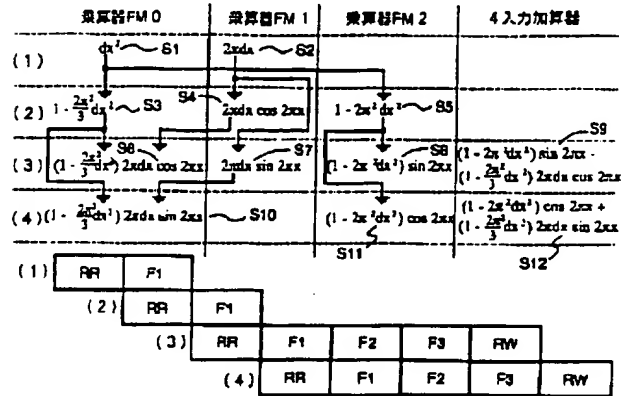 乗算器FM 0 乗算器FM 1 乗算器FM 2 4入力加算器
(1) dx² S1 2πdx S2
(2) 1 - 2π²/3 dx² S3 S4 2πdx cos 2πx 1 - 2π²dx² S5
S6 S7 S8 S9
(3) (1 - 2π²/3 dx²) 2πdx cos 2πx 2πdx sin 2πx (1 - 2π²dx²) sin 2πx (1 - 2π²dx²) sin 2πx -
(1 - 2π²/3 dx²) 2πdx cos 2πx
(4) (1 - 2π²/3 dx²) 2πdx sin 2πx S10 (1 - 2π²dx²) cos 2πx (1 - 2π²dx²) cos 2πx +
(1 - 2π²/3 dx²) 2πdx sin 2πx
S11 S12
(1) RR F1
(2) RR F1
(3) RR F1 F2 F3 RW
(4) RR F1 F2 F3 RW